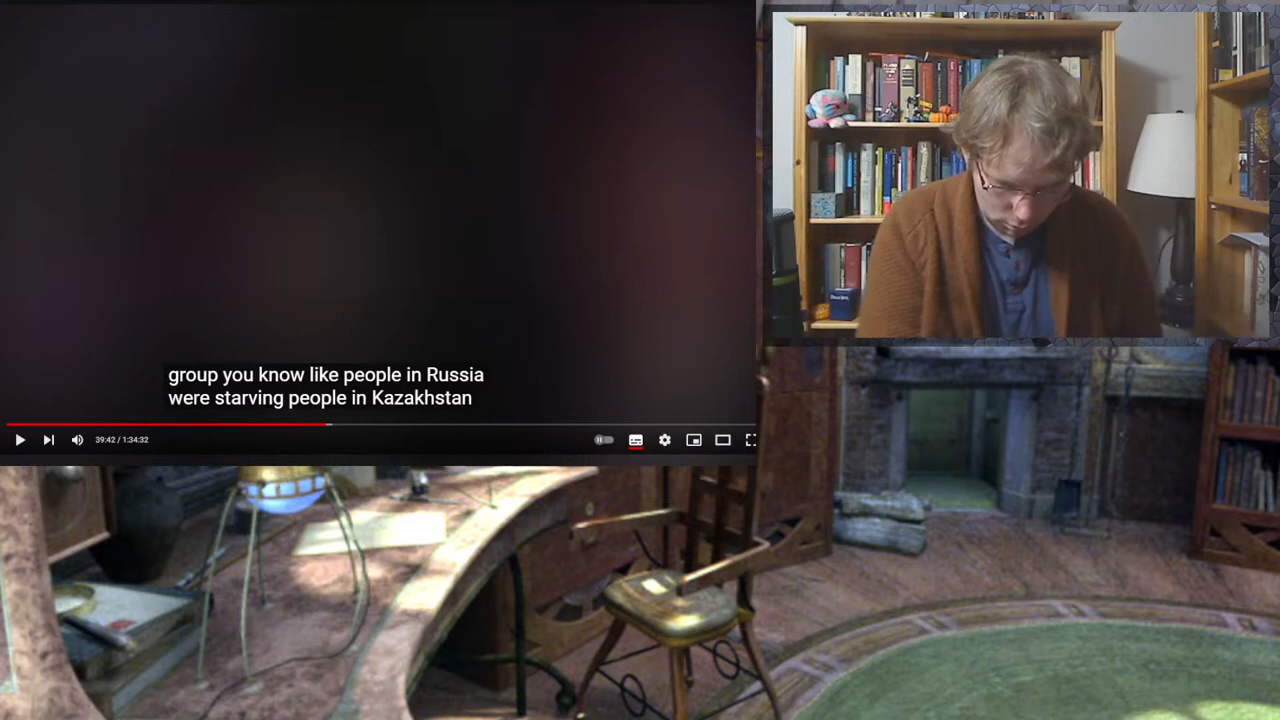 group you know like people in Russia
were starving people in Kazakhstan
39:42 / 1:34:32